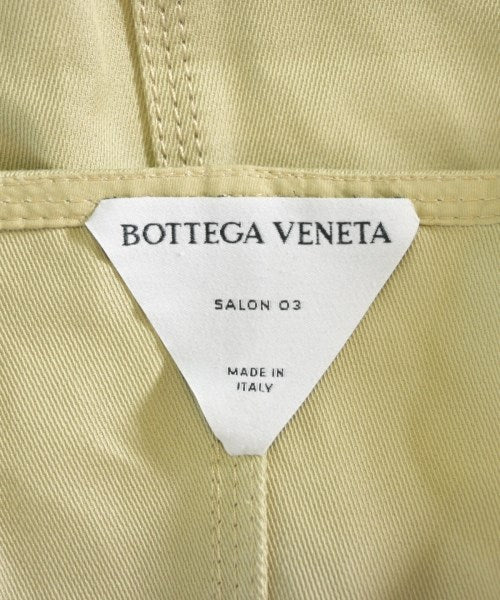 BOTTEGA VENETA
SALON 03
MADE IN
ITALY